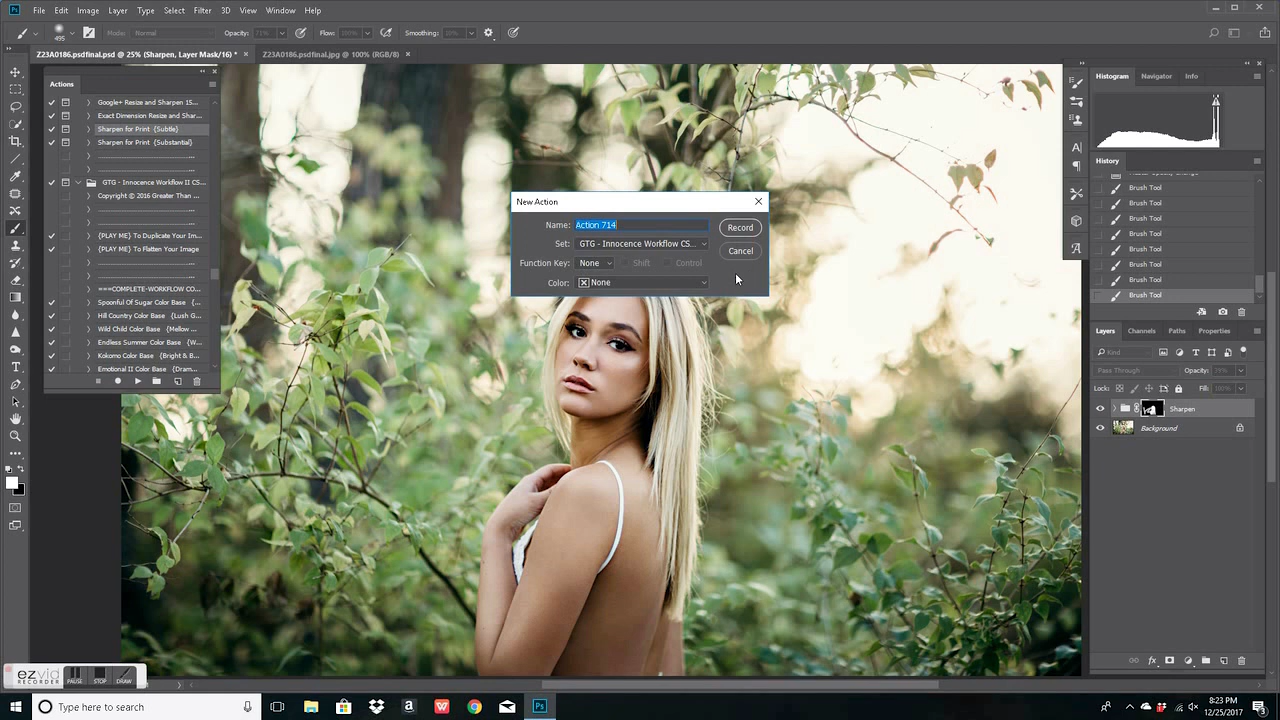 Ps File Edit Image Layer Type Select Filter 3D View Window Help
495 Mode: Normal Opacity: 71% Flow: 100% Smoothing: 20%
Z23A0186.psdfinal.psd @ 25% (Sharpen, Layer Mask/16) * Z23A0186.psdfinal.jpg @ 100% (RGB/8)
Actions
Google+ Resize and Sharpen 15...
Exact Dimension Resize and Shar...
Sharpen for Print {Subtle}
Sharpen for Print {Substantial}
GTG - Innocence Workflow II CS...
Copyright © 2016 Greater Than ...
{PLAY ME} To Duplicate Your Im...
{PLAY ME} To Flatten Your Image
===COMPLETE-WORKFLOW CO...
Spoonful Of Sugar Color Base {...
Hill Country Color Base {Lush G...
Wild Child Color Base {Mellow ...
Endless Summer Color Base {W...
Kokomo Color Base {Bright & B...
Emotional II Color Base {Dram...
New Action
Name: Action 714 Record
Set: GTG - Innocence Workflow CS... Cancel
Function Key: None Shift Control
Color: None
Histogram Navigator Info
History
Brush Tool
Brush Tool
Brush Tool
Brush Tool
Brush Tool
Brush Tool
Brush Tool
Brush Tool
Layers Channels Paths Properties
Kind
Pass Through Opacity: 39%
Lock: Fill: 100%
Sharpen
Background
ezvid
RECORDER
PAUSE STOP DRAW
Type here to search
8:23 PM
12/25/2017